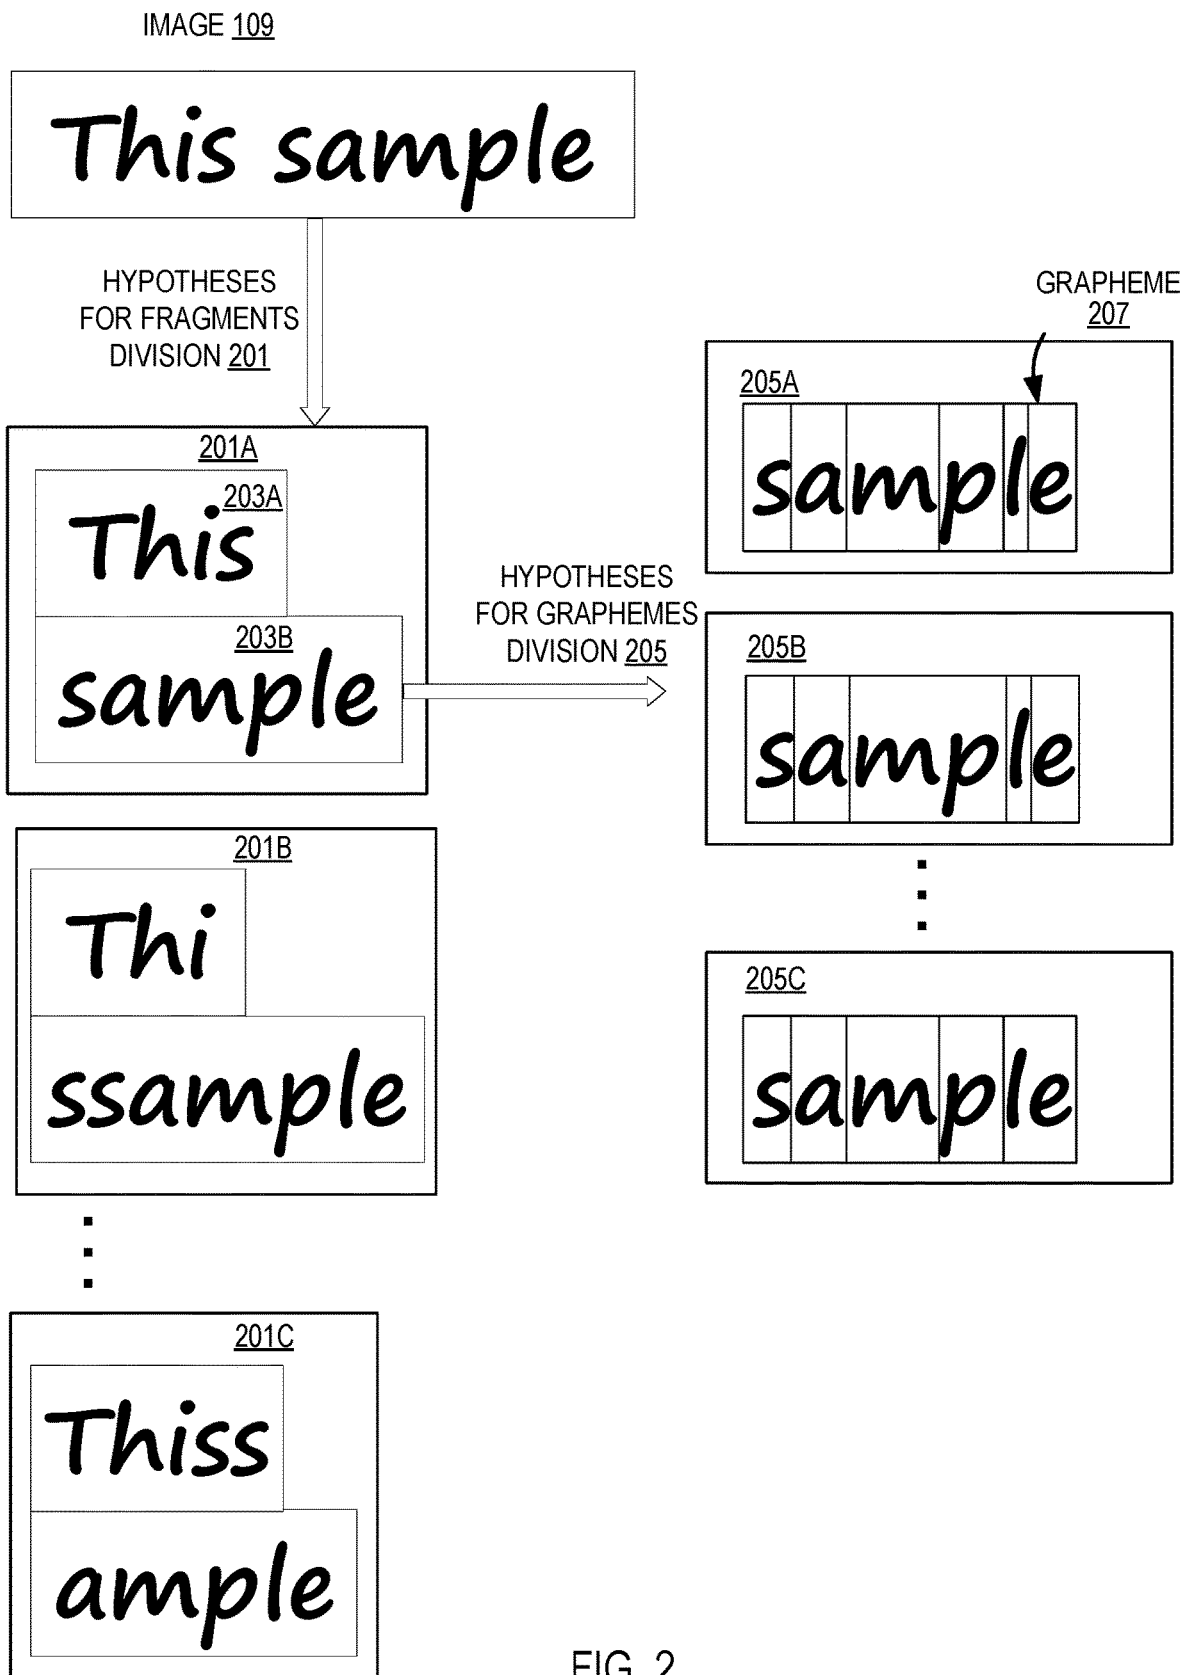 IMAGE 109
This sample
HYPOTHESES
FOR FRAGMENTS
DIVISION 201
201A
203A
This
203B
sample
HYPOTHESES
FOR GRAPHEMES
DIVISION 205
GRAPHEME
207
205A
sample
205B
sample
205C
sample
201B
Thi
ssample
201C
Thiss
ample
FIG. 2